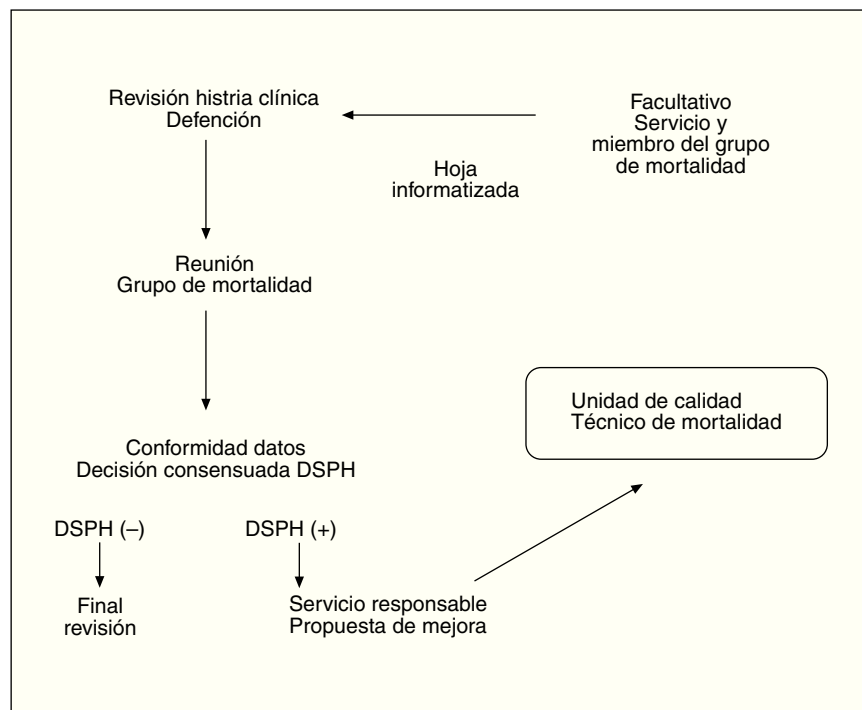 Revisión histria clínica
Defención
Facultativo
Servicio y
miembro del grupo
de mortalidad
Hoja
informatizada
Reunión
Grupo de mortalidad
Unidad de calidad
Técnico de mortalidad
Conformidad datos
Decisión consensuada DSPH
DSPH (–)
DSPH (+)
Final
revisión
Servicio responsable
Propuesta de mejora